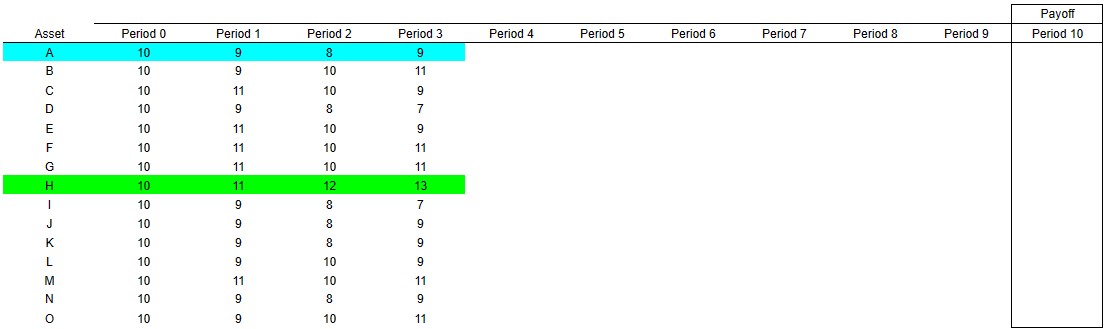 Payoff
Asset Period 0 Period 1 Period 2 Period 3 Period 4 Period 5 Period 6 Period 7 Period 8 Period 9 Period 10
A 10 9 8 9
B 10 9 10 11
C 10 11 10 9
D 10 9 8 7
E 10 11 10 9
F 10 11 10 11
G 10 11 10 11
H 10 11 12 13
I 10 9 8 7
J 10 9 8 9
K 10 9 8 9
L 10 9 10 9
M 10 11 10 11
N 10 9 8 9
O 10 9 10 11